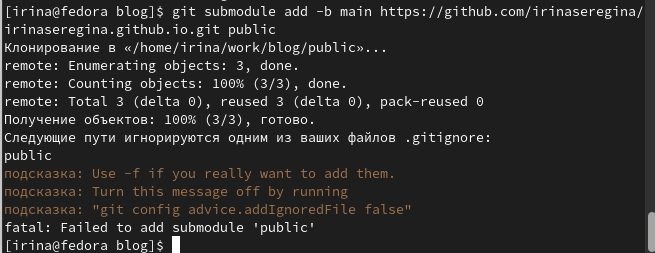 [irina@fedora blog]$ git submodule add -b main https://github.com/irinaseregina/
irinaseregina.github.io.git public
Клонирование в «/home/irina/work/blog/public»...
remote: Enumerating objects: 3, done.
remote: Counting objects: 100% (3/3), done.
remote: Total 3 (delta 0), reused 3 (delta 0), pack-reused 0
Получение объектов: 100% (3/3), готово.
Следующие пути игнорируются одним из ваших файлов .gitignore:
public
подсказка: Use -f if you really want to add them.
подсказка: Turn this message off by running
подсказка: "git config advice.addIgnoredFile false"
fatal: Failed to add submodule 'public'
[irina@fedora blog]$